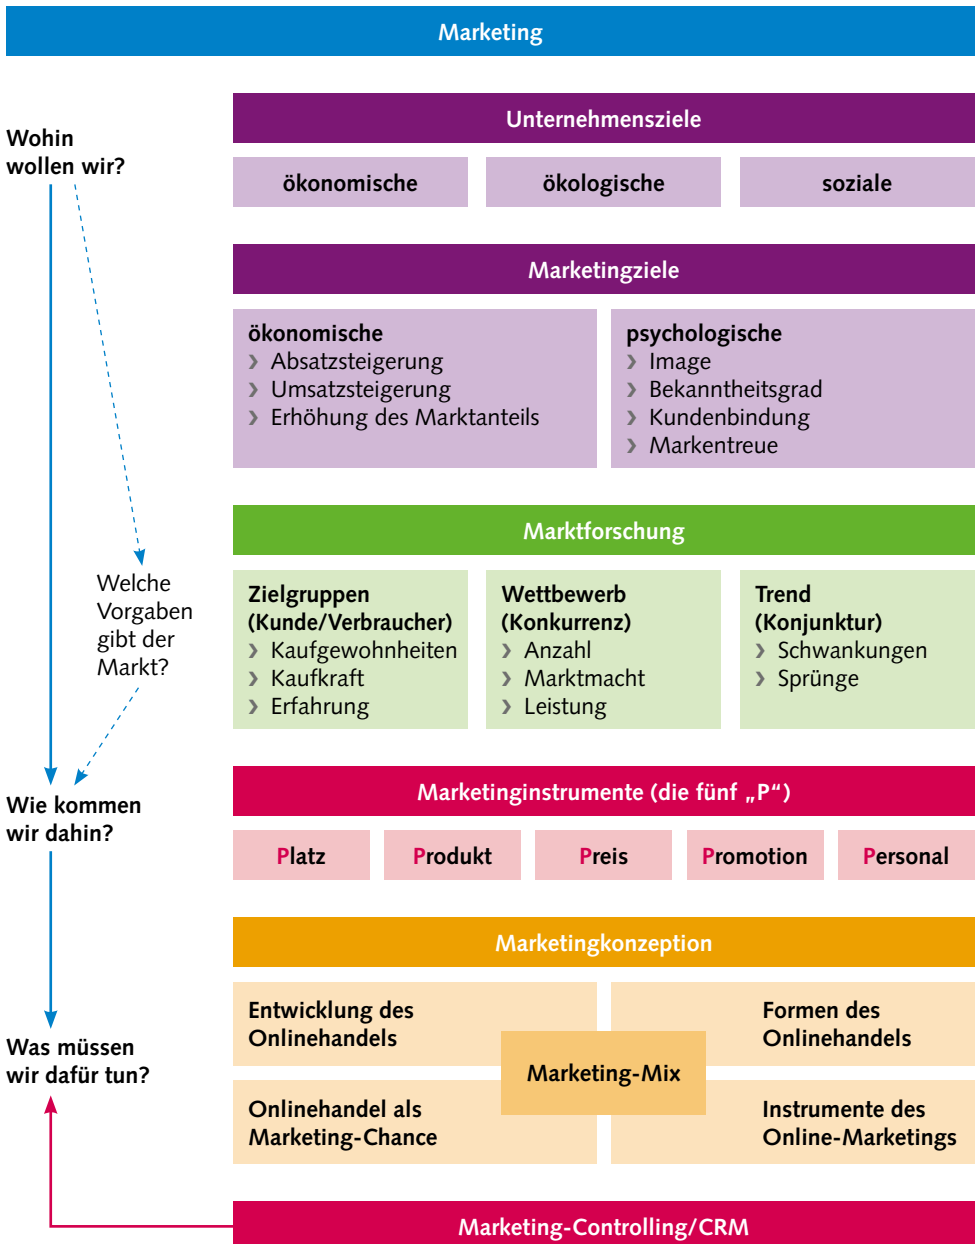 Marketing
Wohin
wollen wir?
Unternehmensziele
ökonomische
ökologische
soziale
Marketingziele
ökonomische
› Absatzsteigerung
› Umsatzsteigerung
› Erhöhung des Marktanteils
psychologische
› Image
› Bekanntheitsgrad
› Kundenbindung
› Markentreue
Welche
Vorgaben
gibt der
Markt?
Marktforschung
Zielgruppen
(Kunde/Verbraucher)
› Kaufgewohnheiten
› Kaufkraft
› Erfahrung
Wettbewerb
(Konkurrenz)
› Anzahl
› Marktmacht
› Leistung
Trend
(Konjunktur)
› Schwankungen
› Sprünge
Wie kommen
wir dahin?
Marketinginstrumente (die fünf „P“)
Platz
Produkt
Preis
Promotion
Personal
Marketingkonzeption
Was müssen
wir dafür tun?
Entwicklung des
Onlinehandels
Formen des
Onlinehandels
Marketing-Mix
Onlinehandel als
Marketing-Chance
Instrumente des
Online-Marketings
Marketing-Controlling/CRM